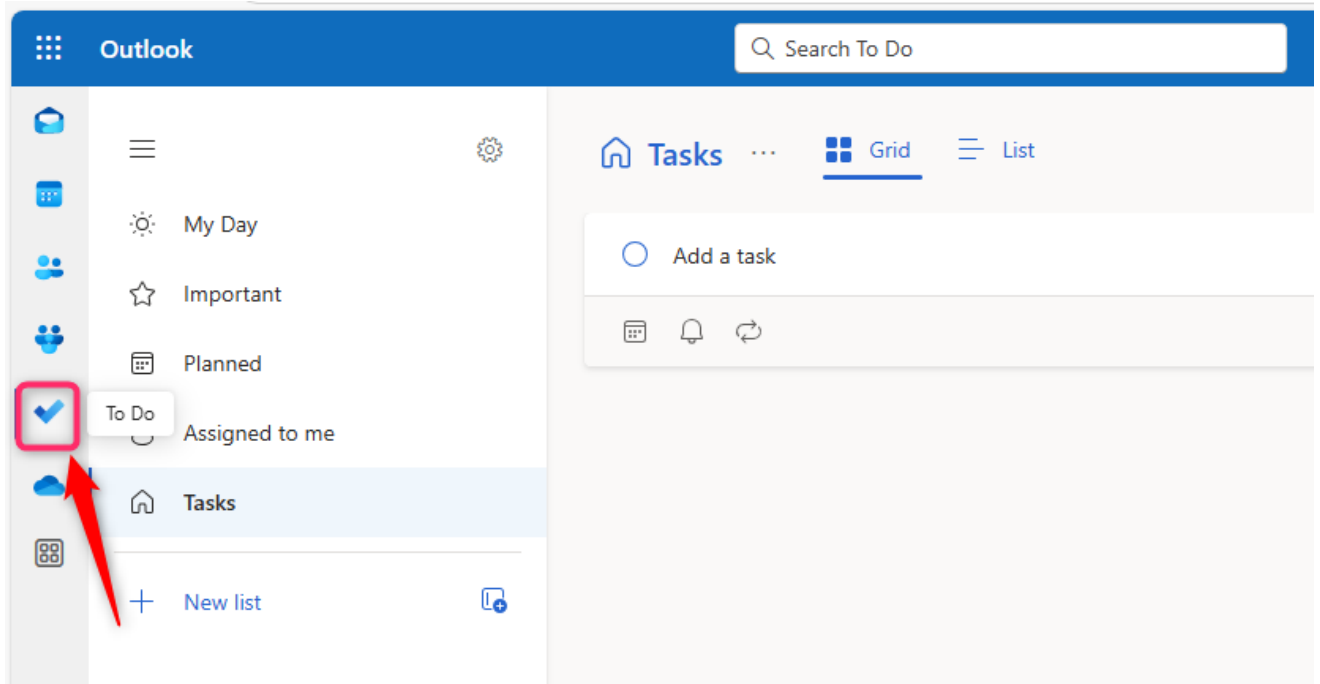 Outlook
Search To Do
Tasks
Grid
List
My Day
Add a task
Important
Planned
To Do
Assigned to me
Tasks
New list